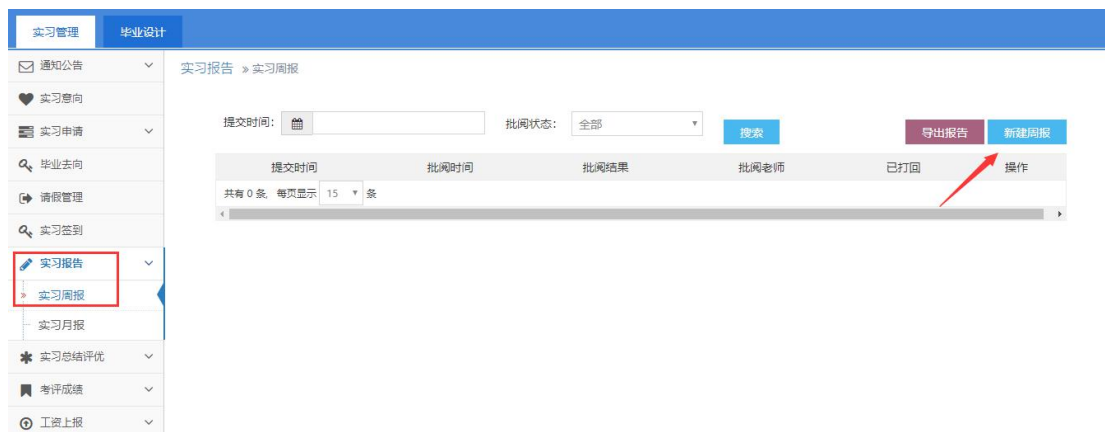 实习管理 毕业设计
通知公告
实习意向
实习申请
毕业去向
请假管理
实习签到
实习报告
实习周报
实习月报
实习总结评优
考评成绩
工资上报
实习报告 » 实习周报
提交时间： 批阅状态： 全部 搜索 导出报告 新建周报
提交时间 批阅时间 批阅结果 批阅老师 已打回 操作
共有 0 条, 每页显示 15 条